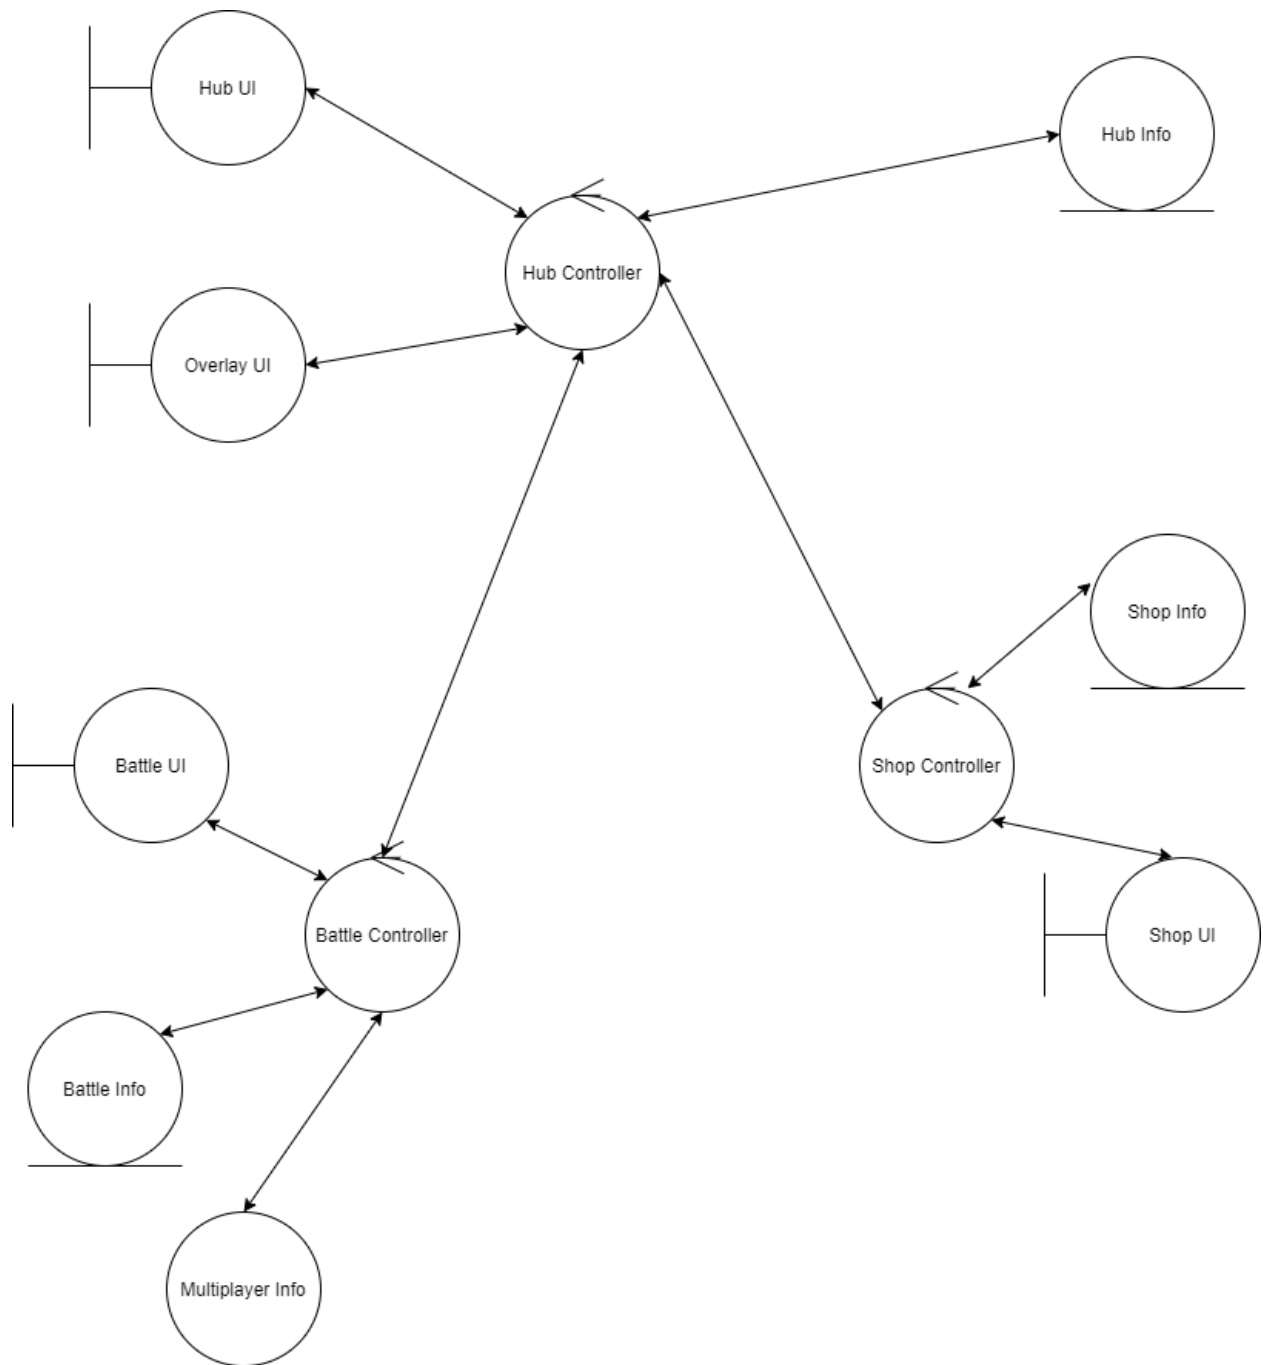 Hub UI
Hub Info
Hub Controller
Overlay UI
Shop Info
Battle UI
Shop Controller
Battle Controller
Shop UI
Battle Info
Multiplayer Info